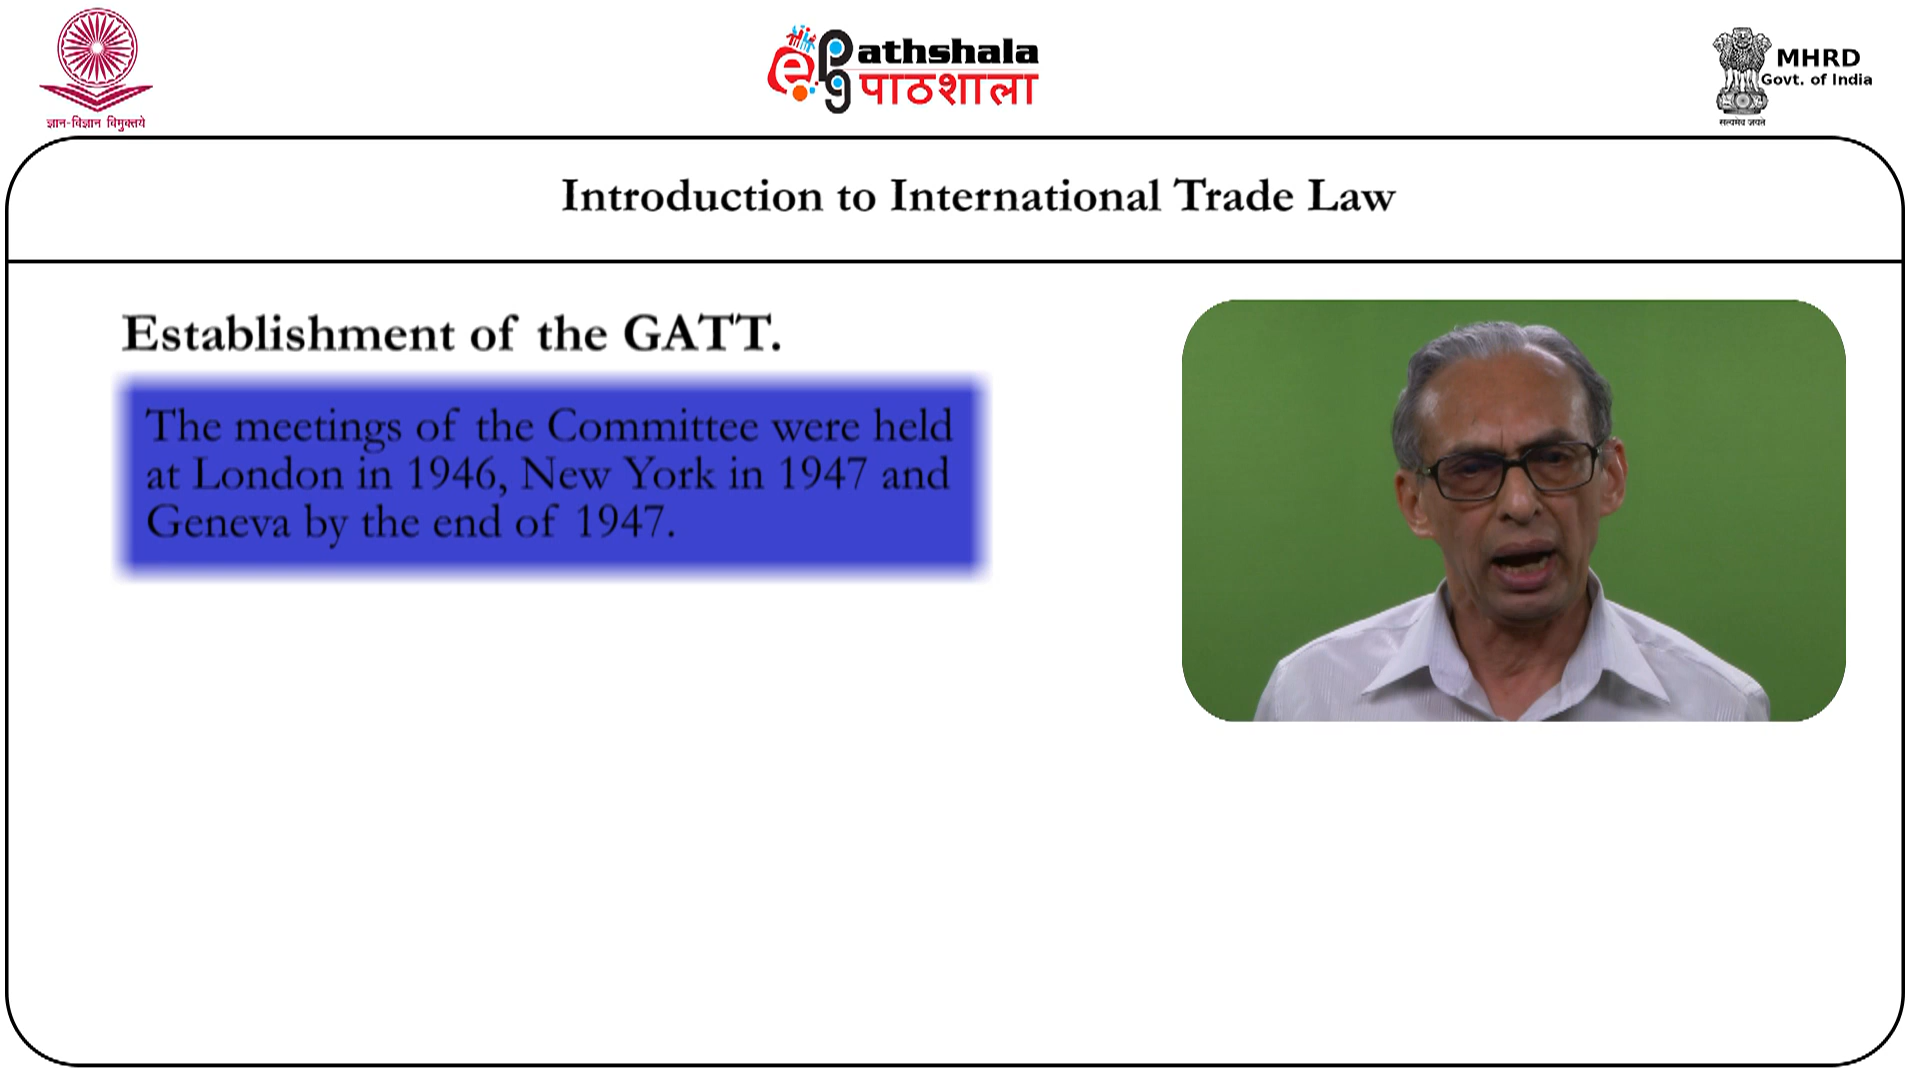 ज्ञान-विज्ञान विमुक्तये
e pg Pathshala
पाठशाला
MHRD
Govt. of India
सत्यमेव जयते
Introduction to International Trade Law
Establishment of the GATT.
The meetings of the Committee were held
at London in 1946, New York in 1947 and
Geneva by the end of 1947.